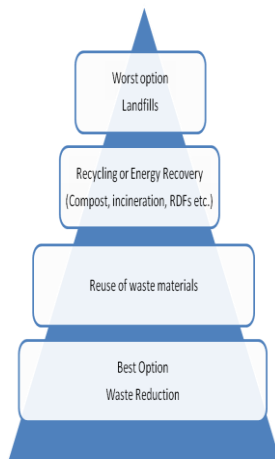 Worst option
Landfills
Recycling or Energy Recovery
(Compost, incineration, RDFs etc.)
Reuse of waste materials
Best Option
Waste Reduction